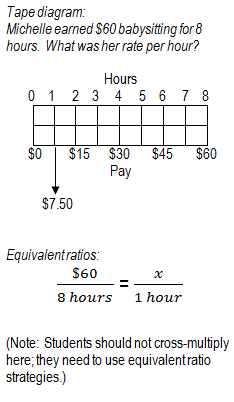 Tape diagram:
Michelle earned $60 babysitting for 8
hours.  What was her rate per hour?
Hours
0 1 2 3 4 5 6 7 8
$0 $15 $30 $45 $60
Pay
$7.50
Equivalent ratios:
$60 / 8 hours = x / 1 hour
(Note:  Students should not cross-multiply
here; they need to use equivalent ratio
strategies.)